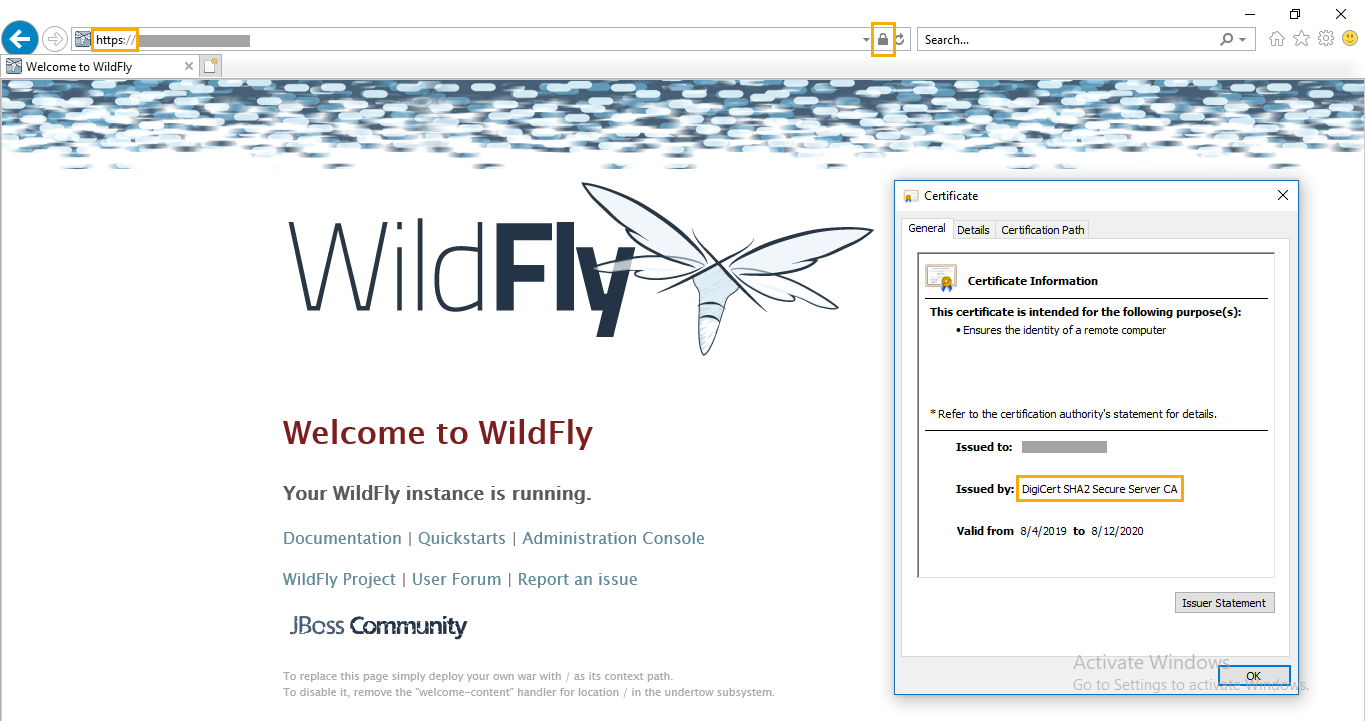 https://
Search...
Welcome to WildFly
WildFly
Welcome to WildFly
Your WildFly instance is running.
Documentation | Quickstarts | Administration Console
WildFly Project | User Forum | Report an issue
JBoss Community
To replace this page simply deploy your own war with / as its context path.
To disable it, remove the "welcome-content" handler for location / in the undertow subsystem.
Certificate
General Details Certification Path
Certificate Information
This certificate is intended for the following purpose(s):
• Ensures the identity of a remote computer
* Refer to the certification authority's statement for details.
Issued to:
Issued by: DigiCert SHA2 Secure Server CA
Valid from 8/4/2019 to 8/12/2020
Issuer Statement
OK
Activate Windows
Go to Settings to activate Windows.